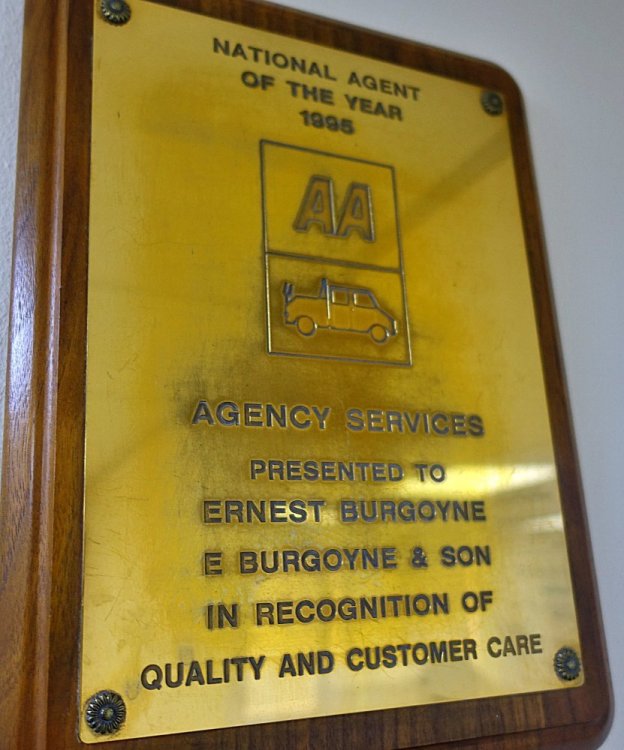 NATIONAL AGENT
OF THE YEAR
1995
AA
AGENCY SERVICES
PRESENTED TO
ERNEST BURGOYNE
E BURGOYNE & SON
IN RECOGNITION OF
QUALITY AND CUSTOMER CARE